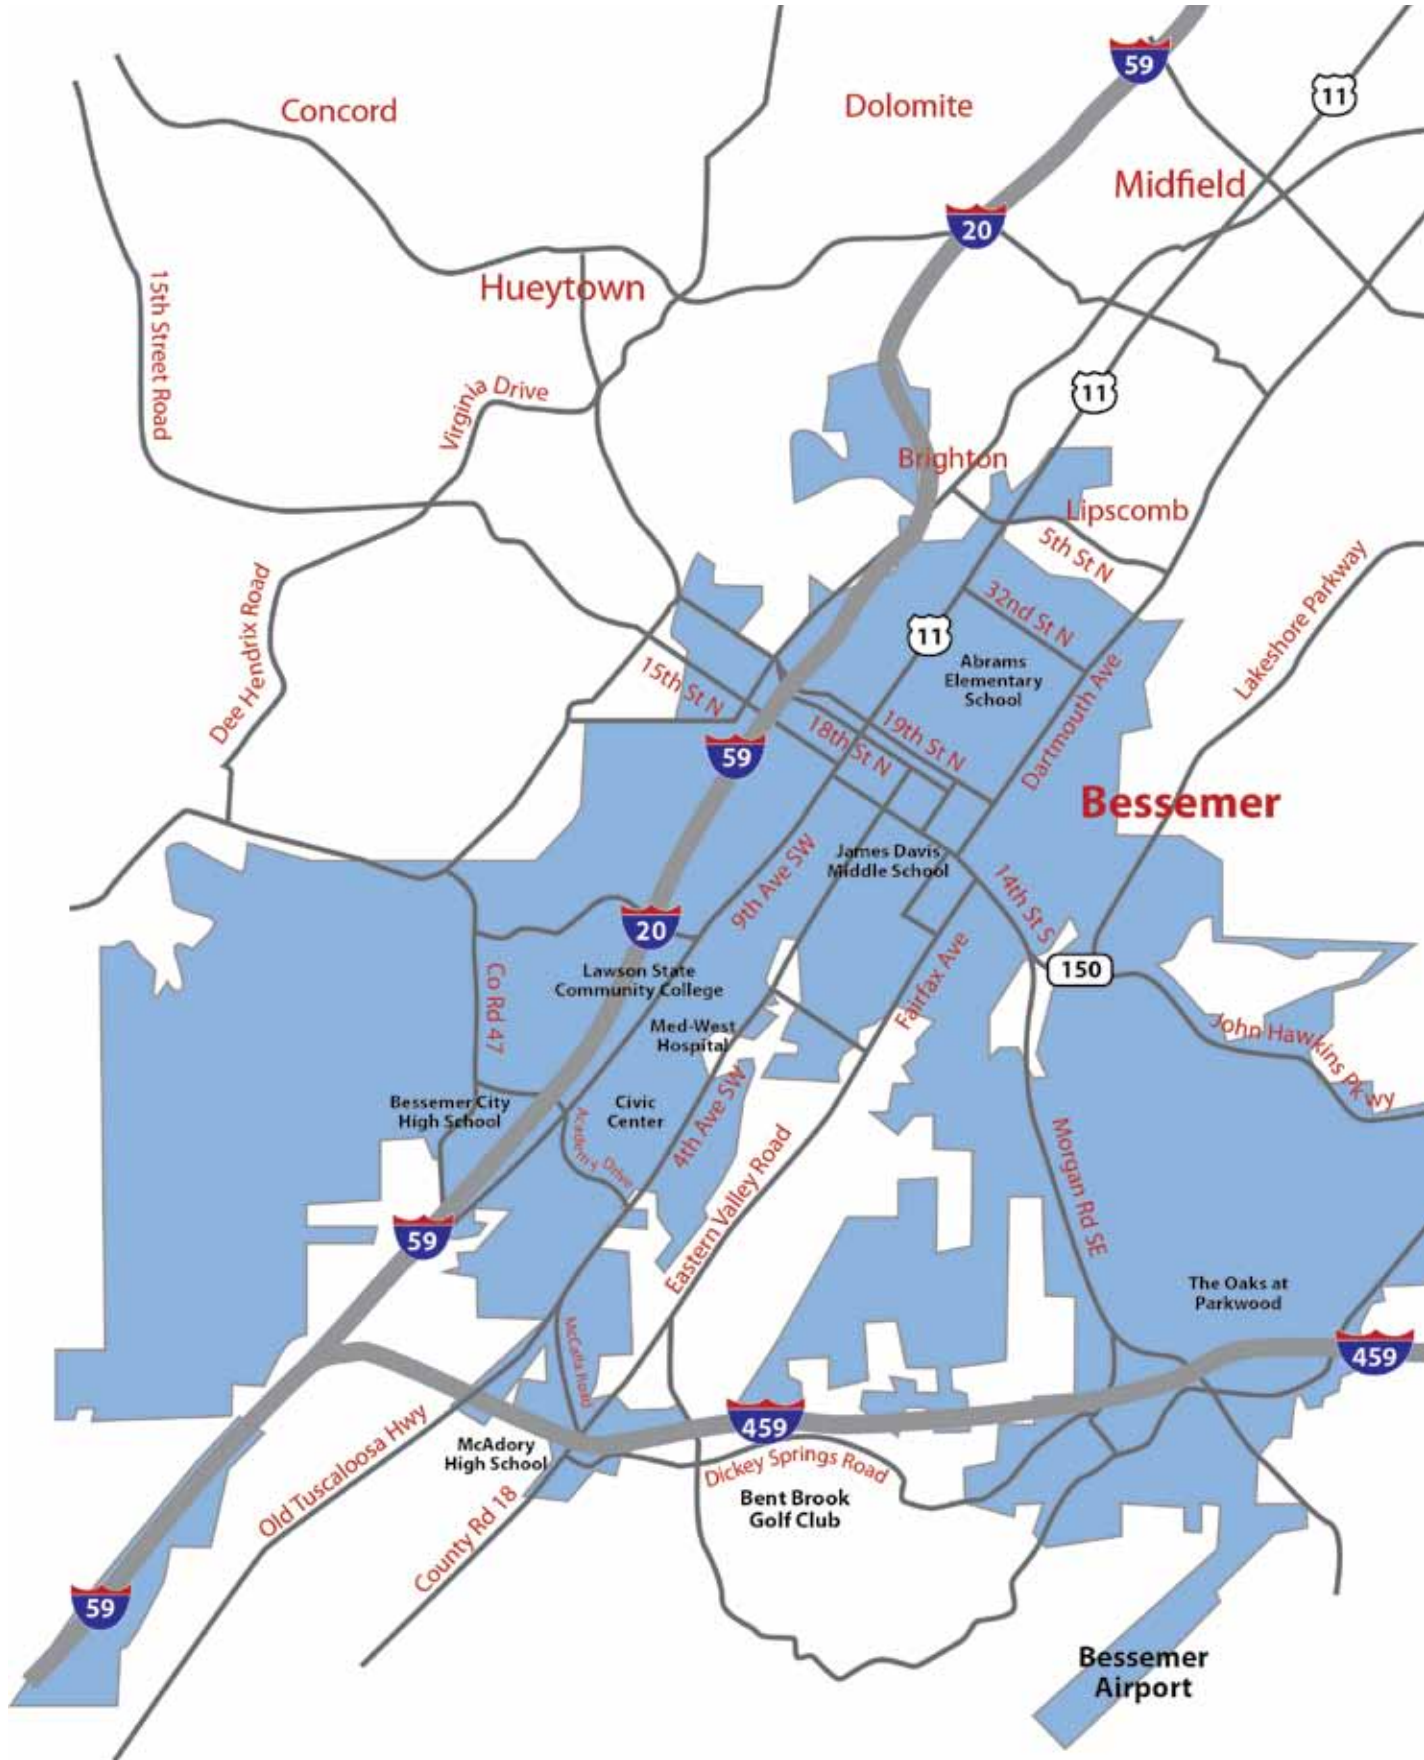 59
11
Concord
Dolomite
Midfield
20
Hueytown
15th Street Road
Virginia Drive
11
Brighton
Lipscomb
5th St N
Lakeshore Parkway
Dee Hendrix Road
32nd St N
11
Abrams
Elementary
School
15th St N
Dartmouth Ave
19th St N
18th St N
59
Bessemer
9th Ave SW
James Davis
Middle School
14th St S
20
Fairfax Ave
150
Lawson State
Community College
Co Rd 47
Med-West
Hospital
John Hawkins Pkwy
Bessemer City
High School
Civic
Center
Academy Drive
4th Ave SW
Eastern Valley Road
Morgan Rd SE
59
The Oaks at
Parkwood
McCalla Road
459
459
Old Tuscaloosa Hwy
McAdory
High School
Dickey Springs Road
County Rd 18
Bent Brook
Golf Club
59
Bessemer
Airport